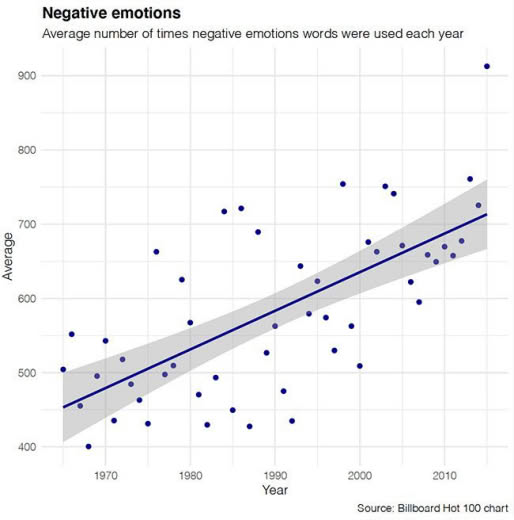 Negative emotions
Average number of times negative emotions words were used each year
900
800
700
600
500
400
Average
1970 1980 1990 2000 2010
Year
Source: Billboard Hot 100 chart